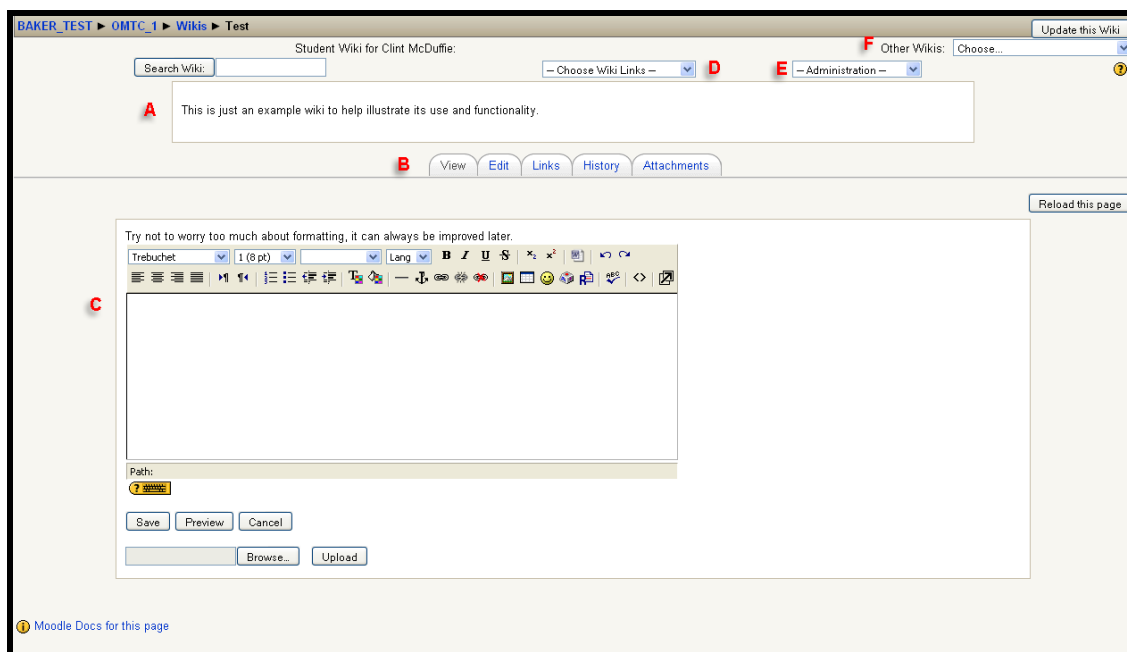 BAKER_TEST ► OMTC_1 ► Wikis ► Test
Update this Wiki
Student Wiki for Clint McDuffie:
F Other Wikis: Choose...
Search Wiki:
-- Choose Wiki Links -- D
E -- Administration --
A This is just an example wiki to help illustrate its use and functionality.
B View Edit Links History Attachments
Reload this page
Try not to worry too much about formatting, it can always be improved later.
Trebuchet 1 (8 pt) Lang B I U S x₂ x²
C
Path:
Save Preview Cancel
Browse... Upload
Moodle Docs for this page